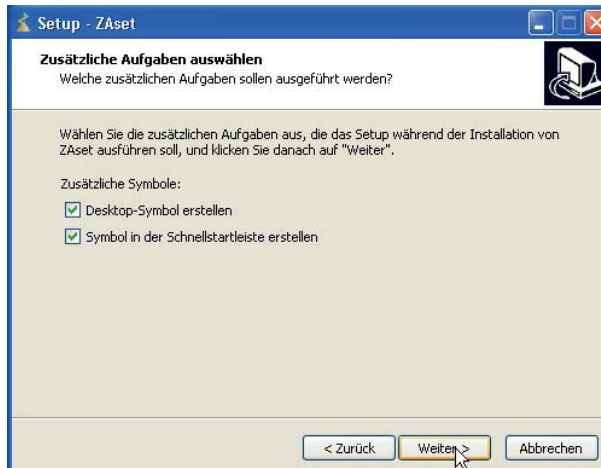 Setup - ZAset
Zusätzliche Aufgaben auswählen
Welche zusätzlichen Aufgaben sollen ausgeführt werden?
Wählen Sie die zusätzlichen Aufgaben aus, die das Setup während der Installation von
ZAset ausführen soll, und klicken Sie danach auf "Weiter".
Zusätzliche Symbole:
Desktop-Symbol erstellen
Symbol in der Schnellstartleiste erstellen
< Zurück Weiter > Abbrechen